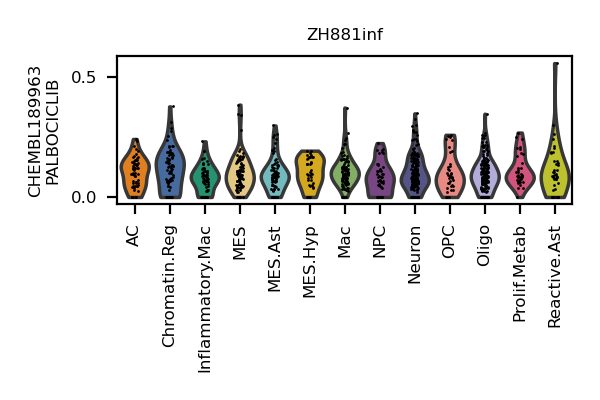 ZH881inf
CHEMBL189963
PALBOCICLIB
0.5
0.0
AC
Chromatin.Reg
Inflammatory.Mac
MES
MES.Ast
MES.Hyp
Mac
NPC
Neuron
OPC
Oligo
Prolif.Metab
Reactive.Ast